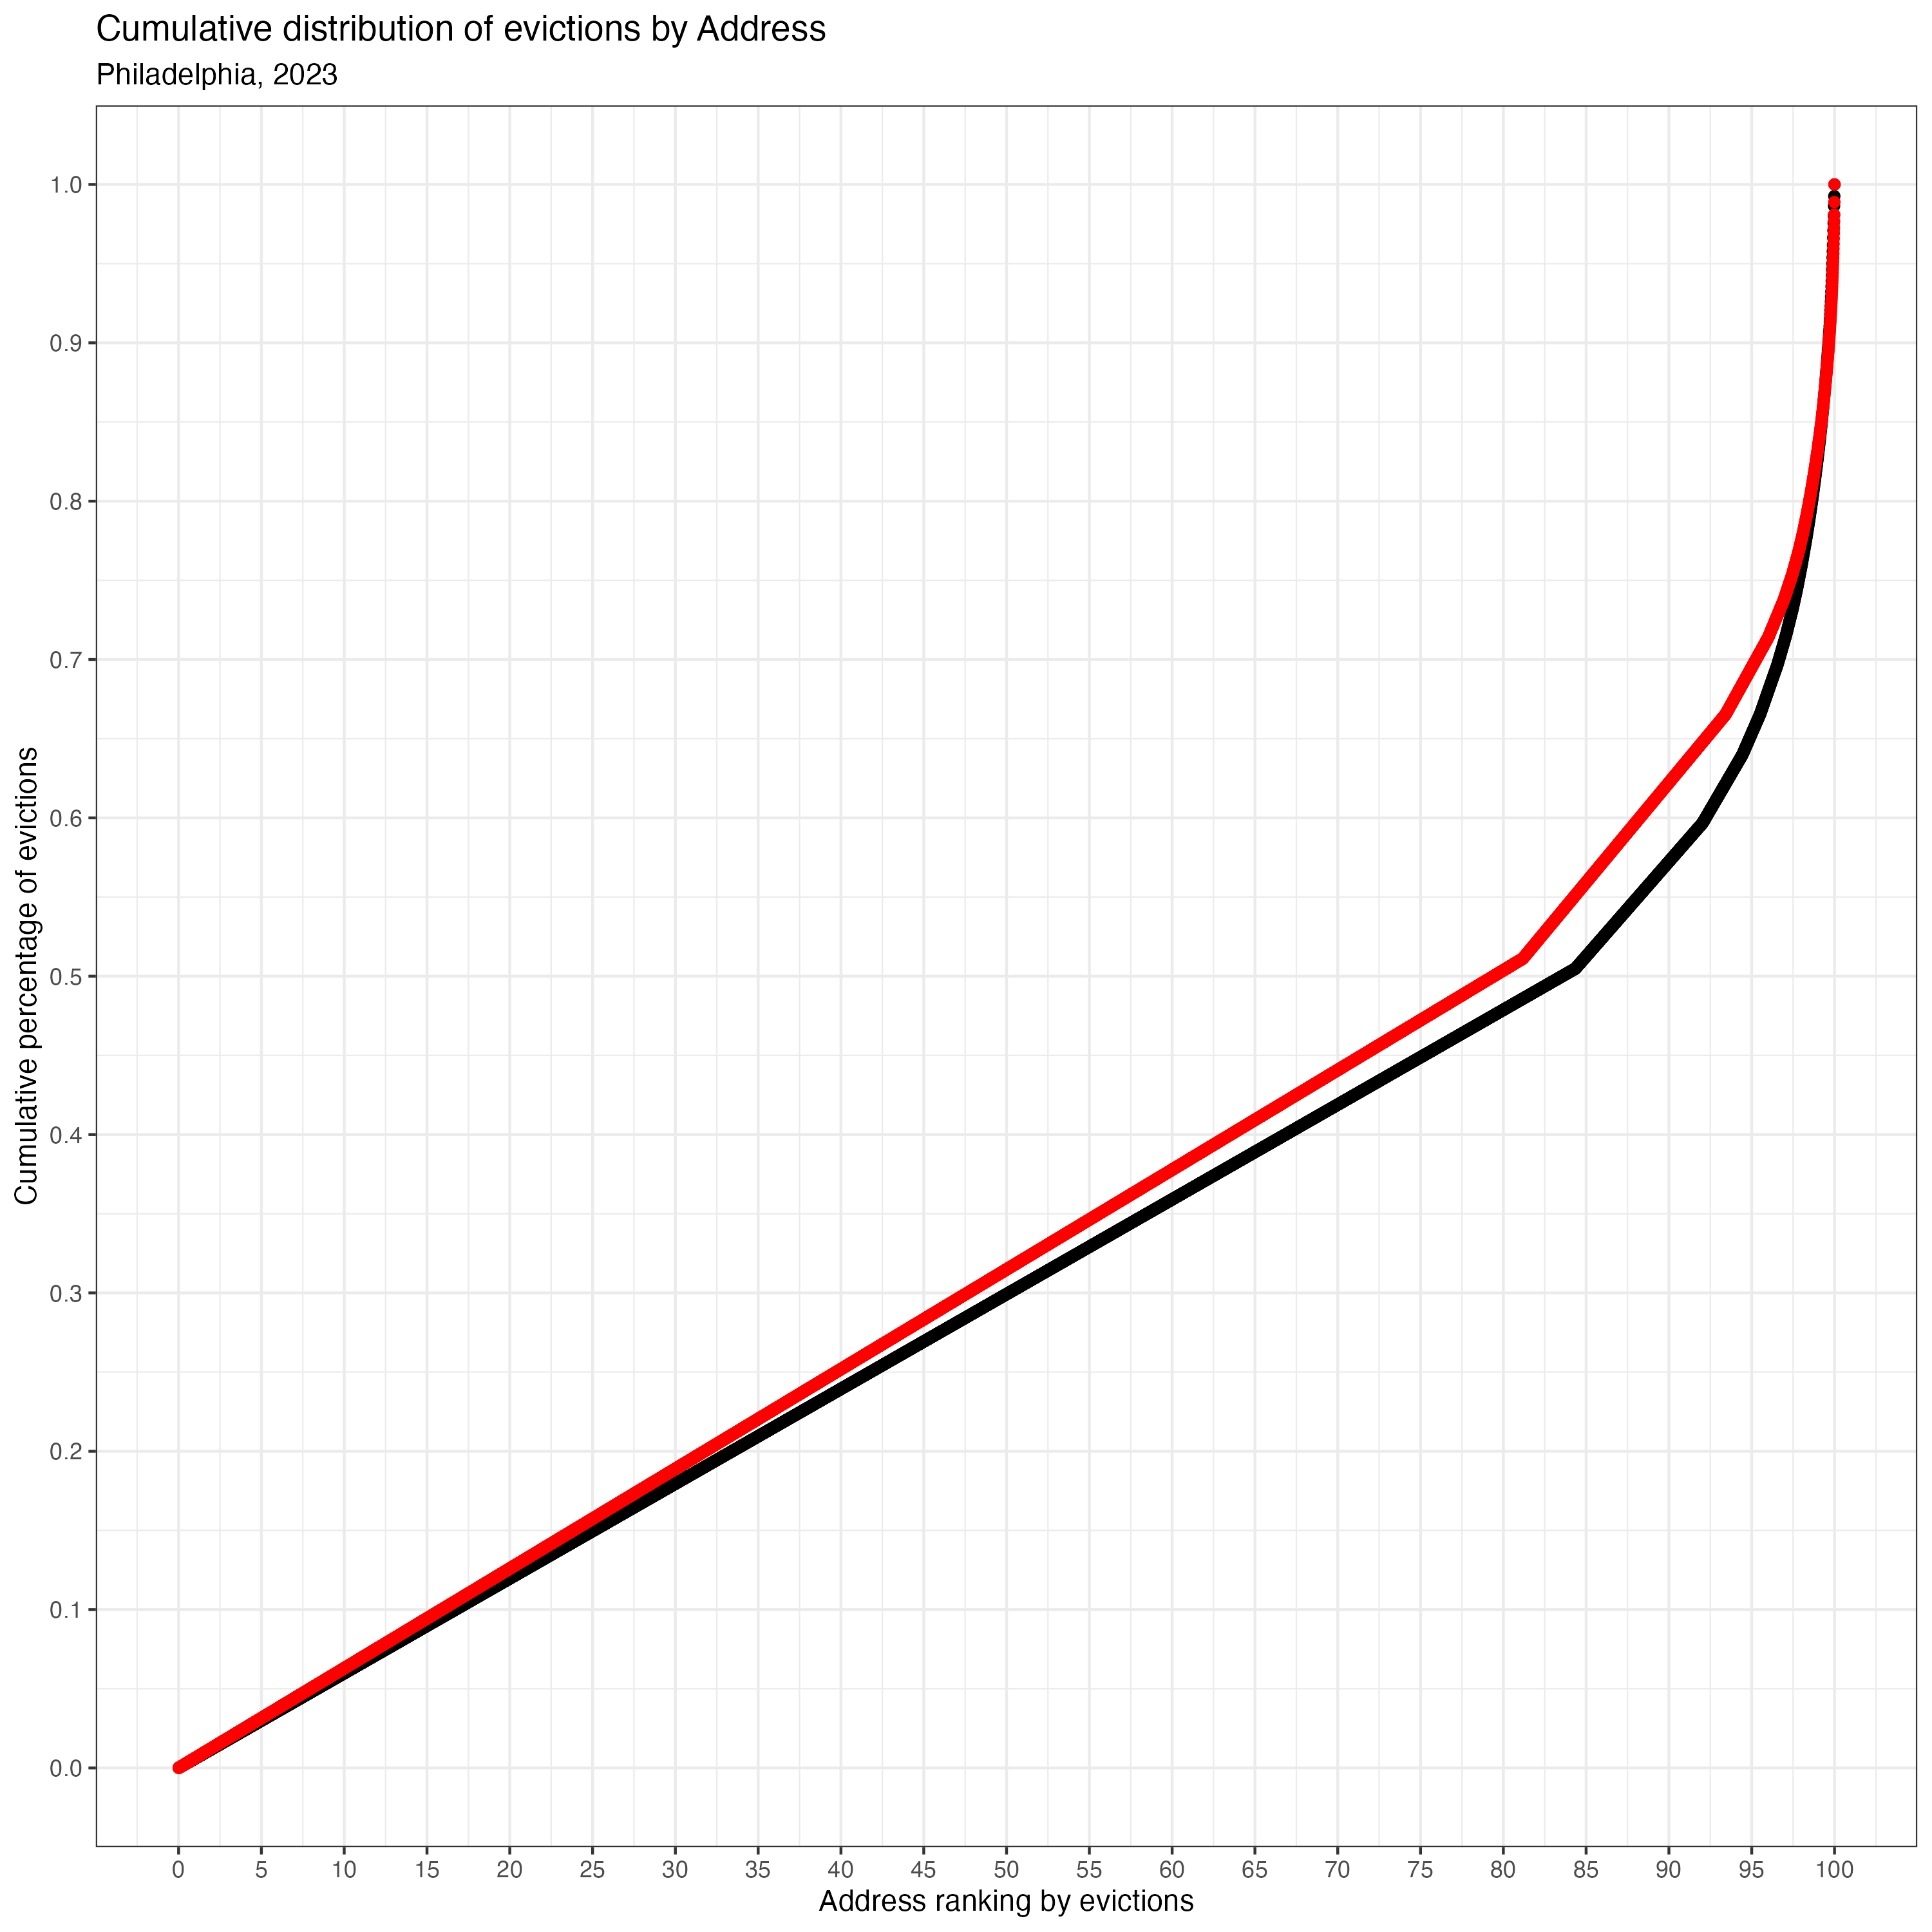 Cumulative distribution of evictions by Address
Philadelphia, 2023
Cumulative percentage of evictions
1.0
0.9
0.8
0.7
0.6
0.5
0.4
0.3
0.2
0.1
0.0
0 5 10 15 20 25 30 35 40 45 50 55 60 65 70 75 80 85 90 95 100
Address ranking by evictions